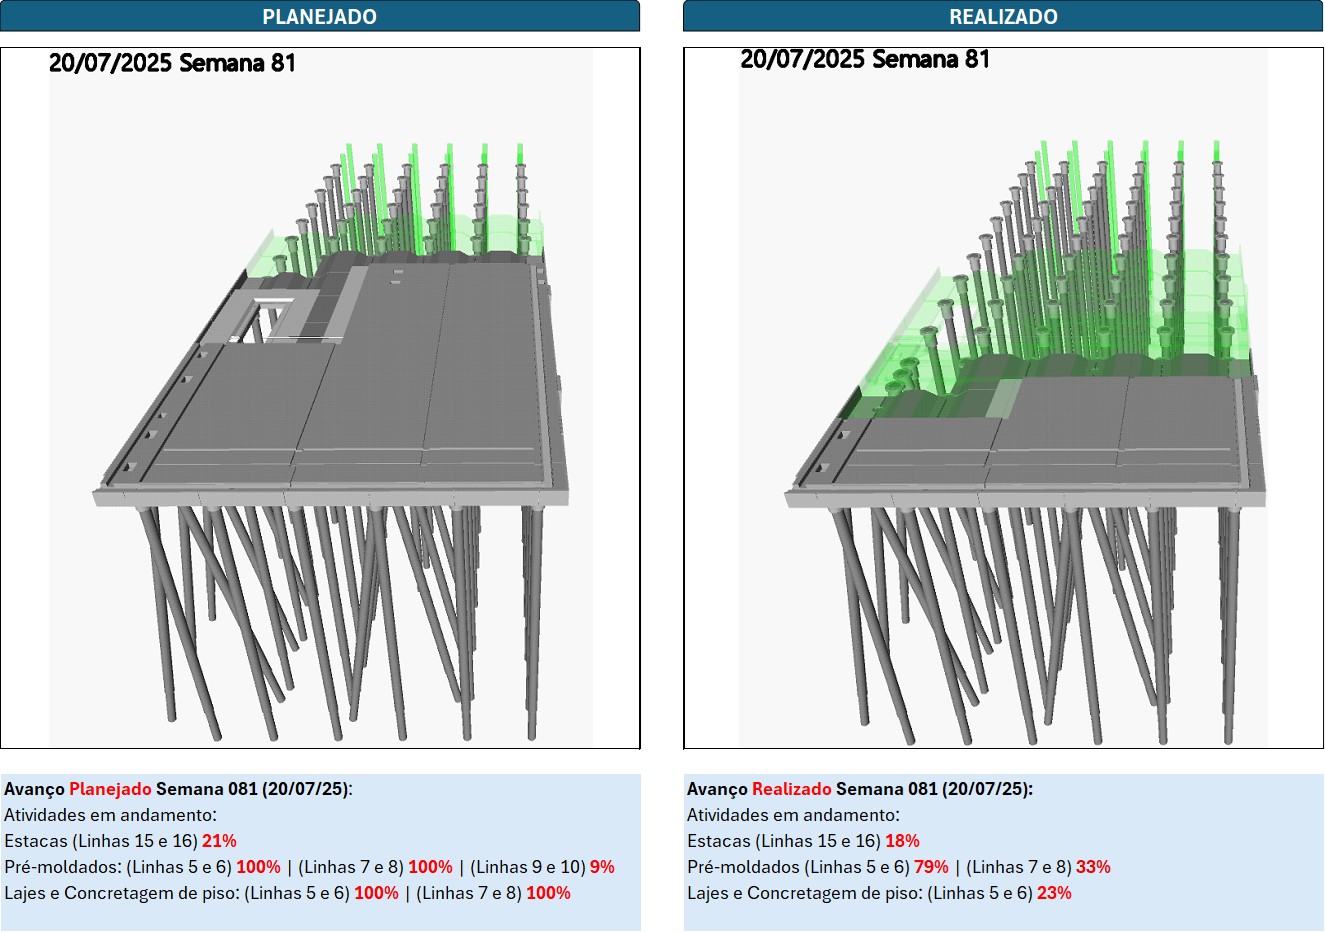 PLANEJADO
20/07/2025 Semana 81
Avanço Planejado Semana 081 (20/07/25):
Atividades em andamento:
Estacas (Linhas 15 e 16) 21%
Pré-moldados: (Linhas 5 e 6) 100% | (Linhas 7 e 8) 100% | (Linhas 9 e 10) 9%
Lajes e Concretagem de piso: (Linhas 5 e 6) 100% | (Linhas 7 e 8) 100%
REALIZADO
20/07/2025 Semana 81
Avanço Realizado Semana 081 (20/07/25):
Atividades em andamento:
Estacas (Linhas 15 e 16) 18%
Pré-moldados (Linhas 5 e 6) 79% | (Linhas 7 e 8) 33%
Lajes e Concretagem de piso: (Linhas 5 e 6) 23%